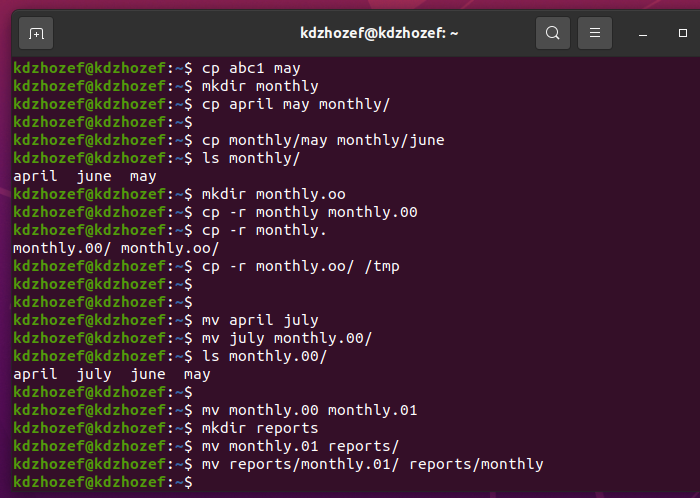 kdzhozef@kdzhozef: ~
kdzhozef@kdzhozef:~$ cp abc1 may
kdzhozef@kdzhozef:~$ mkdir monthly
kdzhozef@kdzhozef:~$ cp april may monthly/
kdzhozef@kdzhozef:~$
kdzhozef@kdzhozef:~$ cp monthly/may monthly/june
kdzhozef@kdzhozef:~$ ls monthly/
april  june  may
kdzhozef@kdzhozef:~$ mkdir monthly.oo
kdzhozef@kdzhozef:~$ cp -r monthly monthly.00
kdzhozef@kdzhozef:~$ cp -r monthly.
monthly.00/ monthly.oo/
kdzhozef@kdzhozef:~$ cp -r monthly.oo/ /tmp
kdzhozef@kdzhozef:~$
kdzhozef@kdzhozef:~$
kdzhozef@kdzhozef:~$ mv april july
kdzhozef@kdzhozef:~$ mv july monthly.00/
kdzhozef@kdzhozef:~$ ls monthly.00/
april  july  june  may
kdzhozef@kdzhozef:~$
kdzhozef@kdzhozef:~$ mv monthly.00 monthly.01
kdzhozef@kdzhozef:~$ mkdir reports
kdzhozef@kdzhozef:~$ mv monthly.01 reports/
kdzhozef@kdzhozef:~$ mv reports/monthly.01/ reports/monthly
kdzhozef@kdzhozef:~$